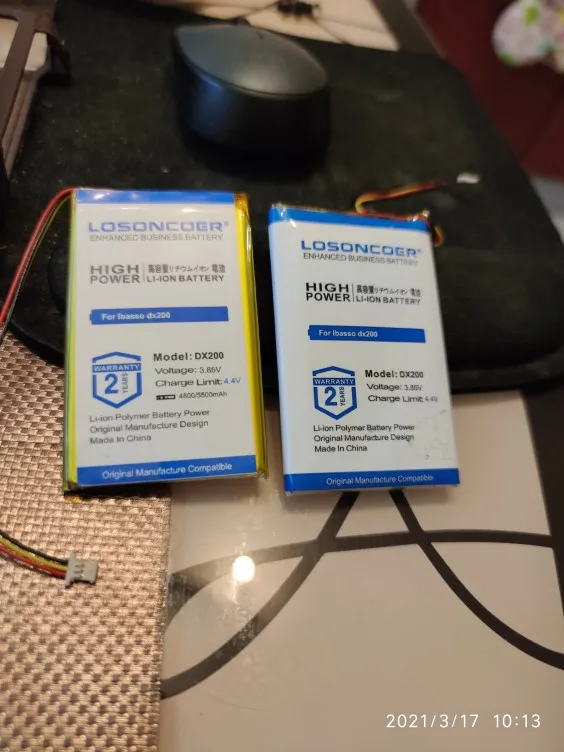 LOSONCOER®
ENHANCED BUSINESS BATTERY
HIGH POWER
高容量リチウムイオン 電池
LI-ION BATTERY
For Ibasso dx200
WARRANTY
2 YEARS
Model: DX200
Voltage: 3.85V
Charge Limit: 4.4V
4800/5500mAh
Li-ion Polymer Battery Power
Original Manufacture Design
Made In China
Original Manufacture Compatible
LOSONCOER®
ENHANCED BUSINESS BATTERY
HIGH POWER
高容量リチウムイオン 電池
LI-ION BATTERY
For Ibasso dx200
WARRANTY
2 YEARS
Model: DX200
Voltage: 3.85V
Charge Limit: 4.4V
Li-ion Polymer Battery Power
Original Manufacture Design
Made In China
Original Manufacture Compatible
2021/3/17 10:13